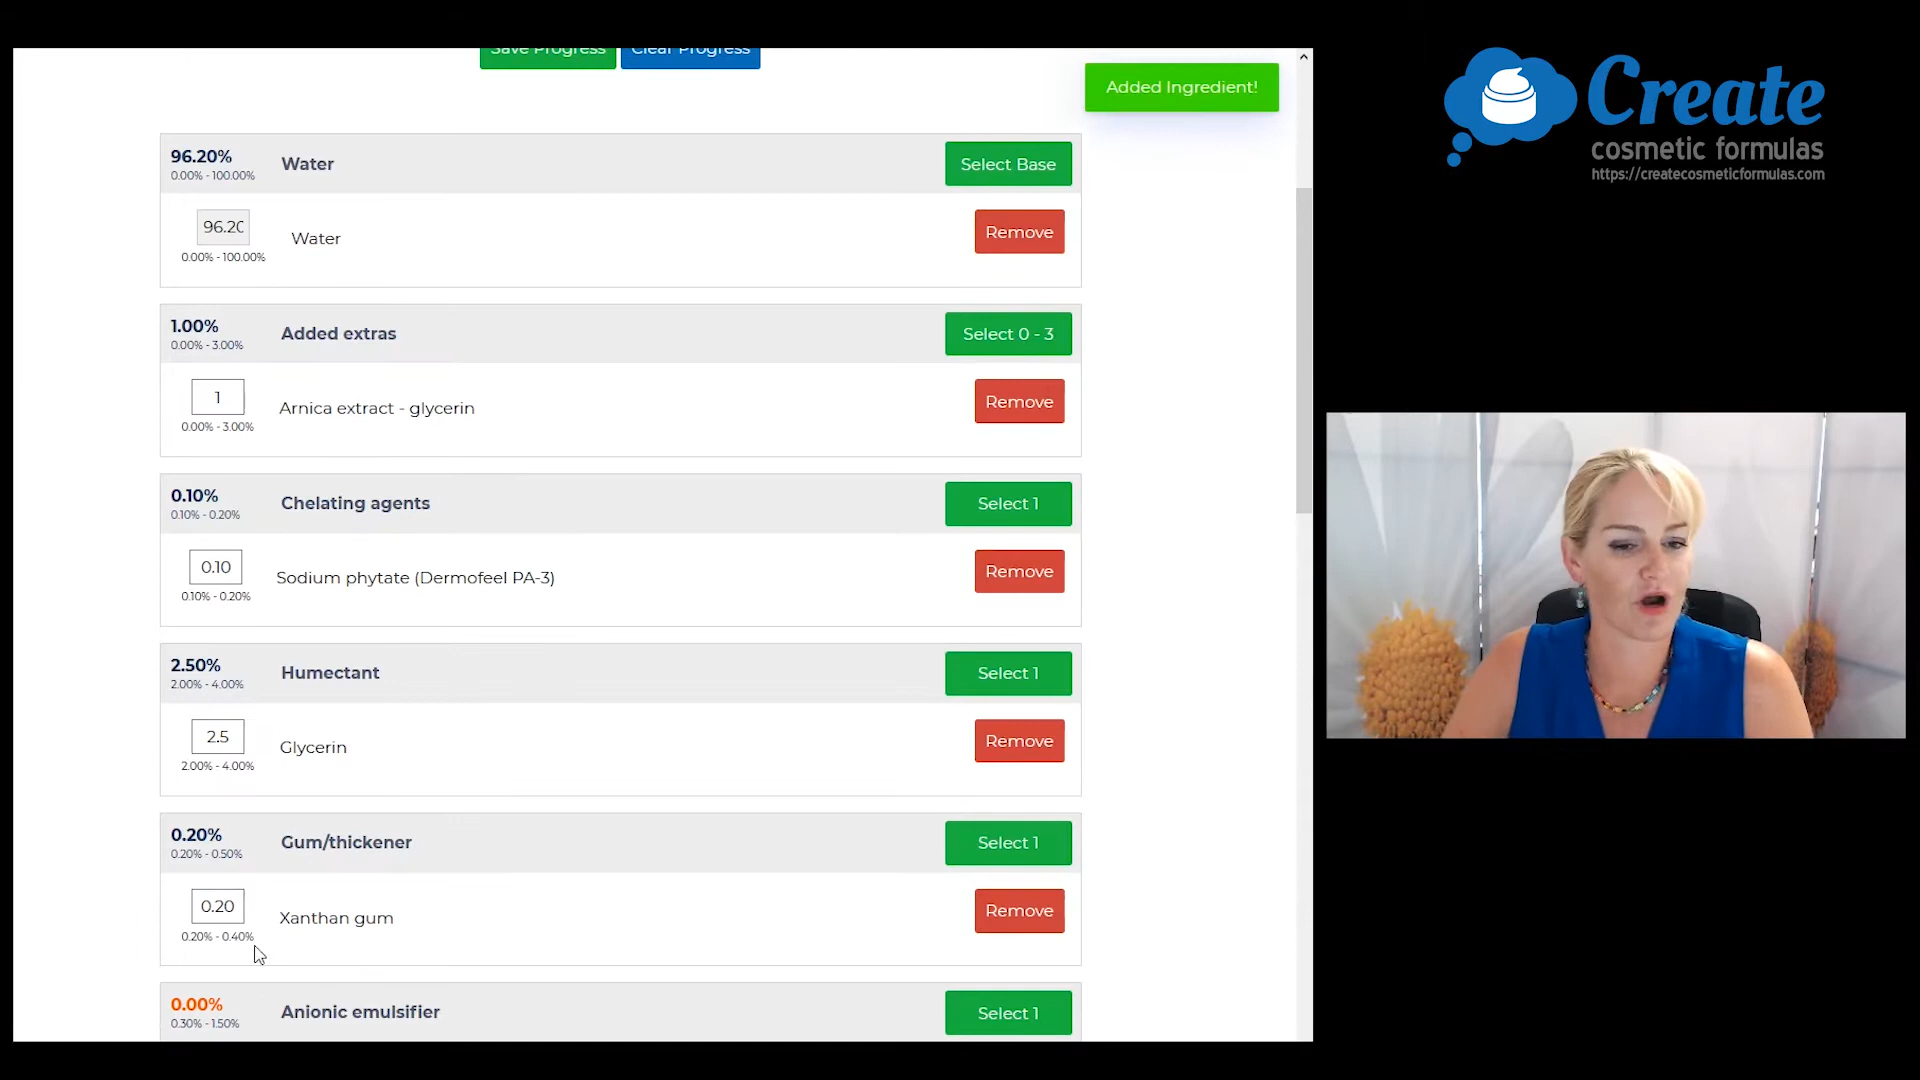 Save Progress
Clear Progress
Added Ingredient!
Create
cosmetic formulas
https://createcosmeticformulas.com
96.20%
0.00% - 100.00%
Water
Select Base
96.20
0.00% - 100.00%
Water
Remove
1.00%
0.00% - 3.00%
Added extras
Select 0 - 3
1
0.00% - 3.00%
Arnica extract - glycerin
Remove
0.10%
0.10% - 0.20%
Chelating agents
Select 1
0.10
0.10% - 0.20%
Sodium phytate (Dermofeel PA-3)
Remove
2.50%
2.00% - 4.00%
Humectant
Select 1
2.5
2.00% - 4.00%
Glycerin
Remove
0.20%
0.20% - 0.50%
Gum/thickener
Select 1
0.20
0.20% - 0.40%
Xanthan gum
Remove
0.00%
0.30% - 1.50%
Anionic emulsifier
Select 1